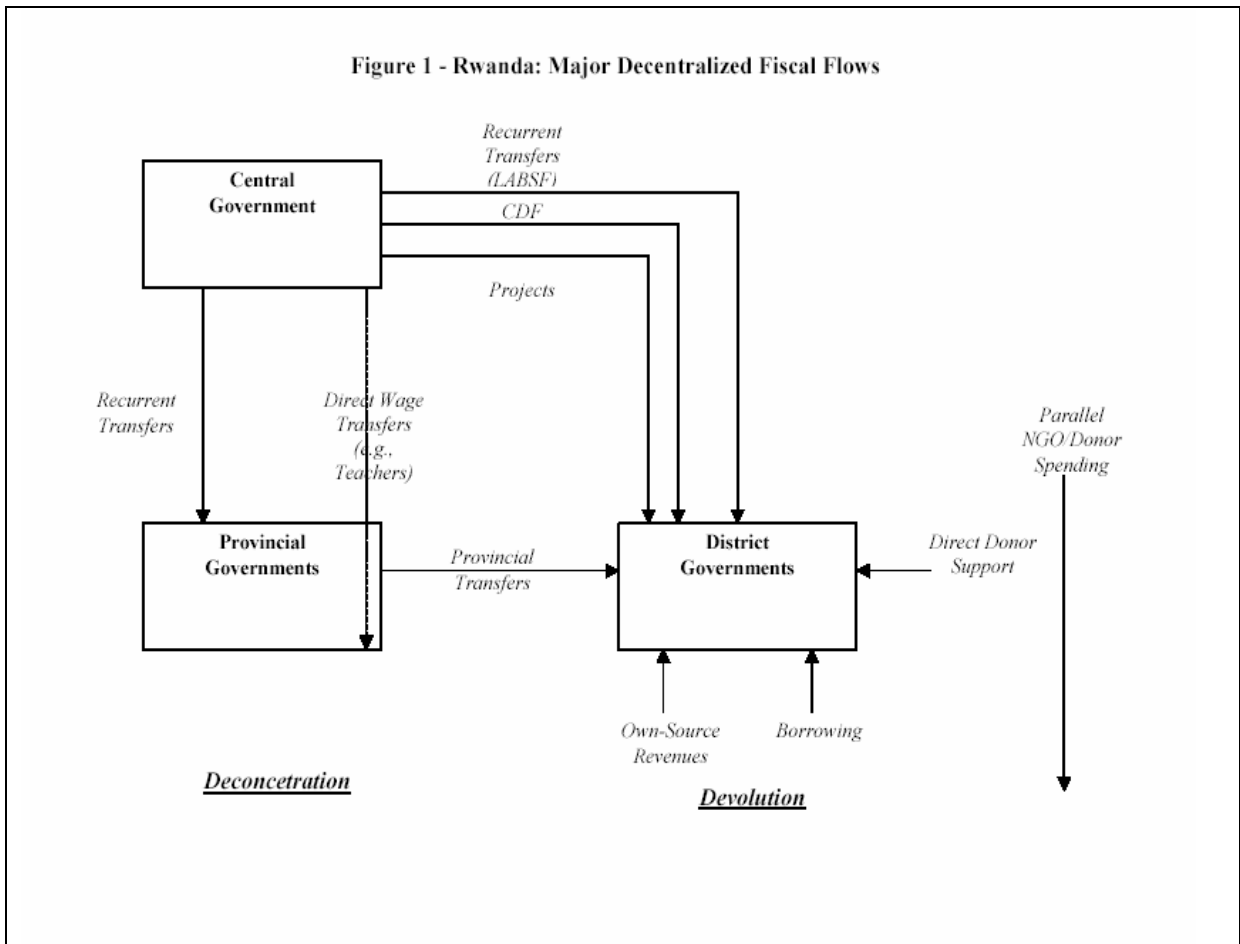 Figure 1 - Rwanda: Major Decentralized Fiscal Flows
Recurrent
Transfers
(LABSF)
Central
Government
CDF
Projects
Recurrent
Transfers
Direct Wage
Transfers
(e.g.,
Teachers)
Parallel
NGO/Donor
Spending
Provincial
Governments
Provincial
Transfers
District
Governments
Direct Donor
Support
Own-Source
Revenues
Borrowing
Deconcetration
Devolution